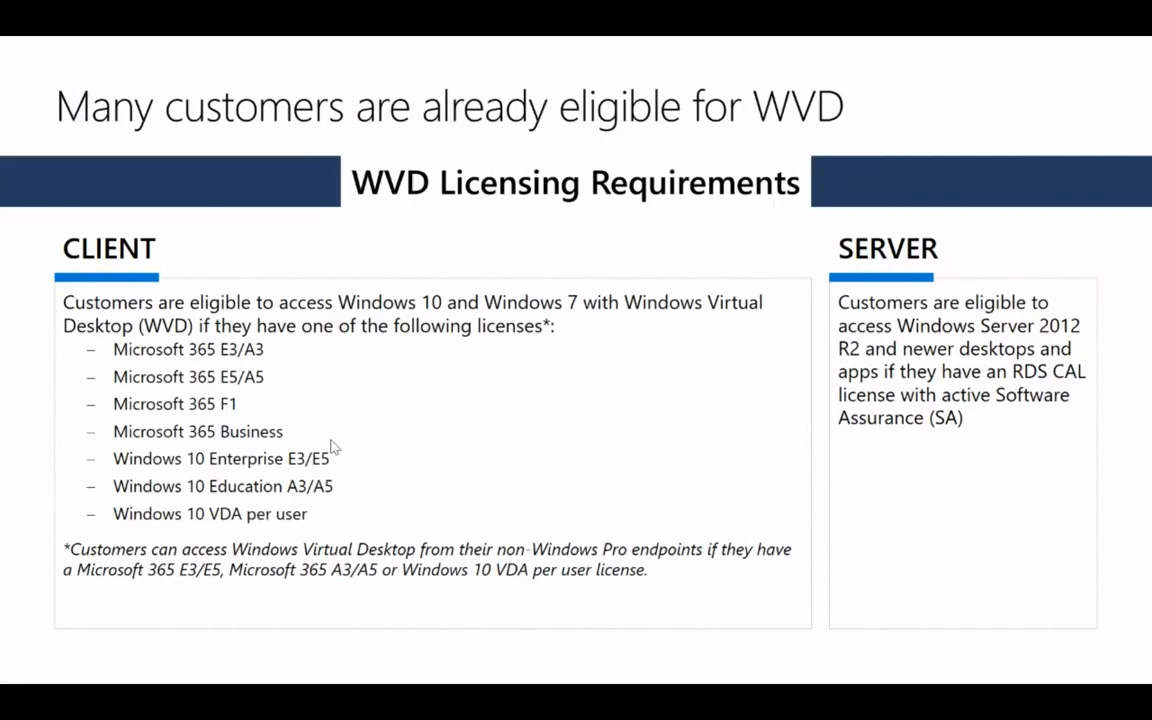 Many customers are already eligible for WVD
WVD Licensing Requirements
CLIENT
Customers are eligible to access Windows 10 and Windows 7 with Windows Virtual
Desktop (WVD) if they have one of the following licenses*:
– Microsoft 365 E3/A3
– Microsoft 365 E5/A5
– Microsoft 365 F1
– Microsoft 365 Business
– Windows 10 Enterprise E3/E5
– Windows 10 Education A3/A5
– Windows 10 VDA per user
*Customers can access Windows Virtual Desktop from their non-Windows Pro endpoints if they have
a Microsoft 365 E3/E5, Microsoft 365 A3/A5 or Windows 10 VDA per user license.
SERVER
Customers are eligible to
access Windows Server 2012
R2 and newer desktops and
apps if they have an RDS CAL
license with active Software
Assurance (SA)